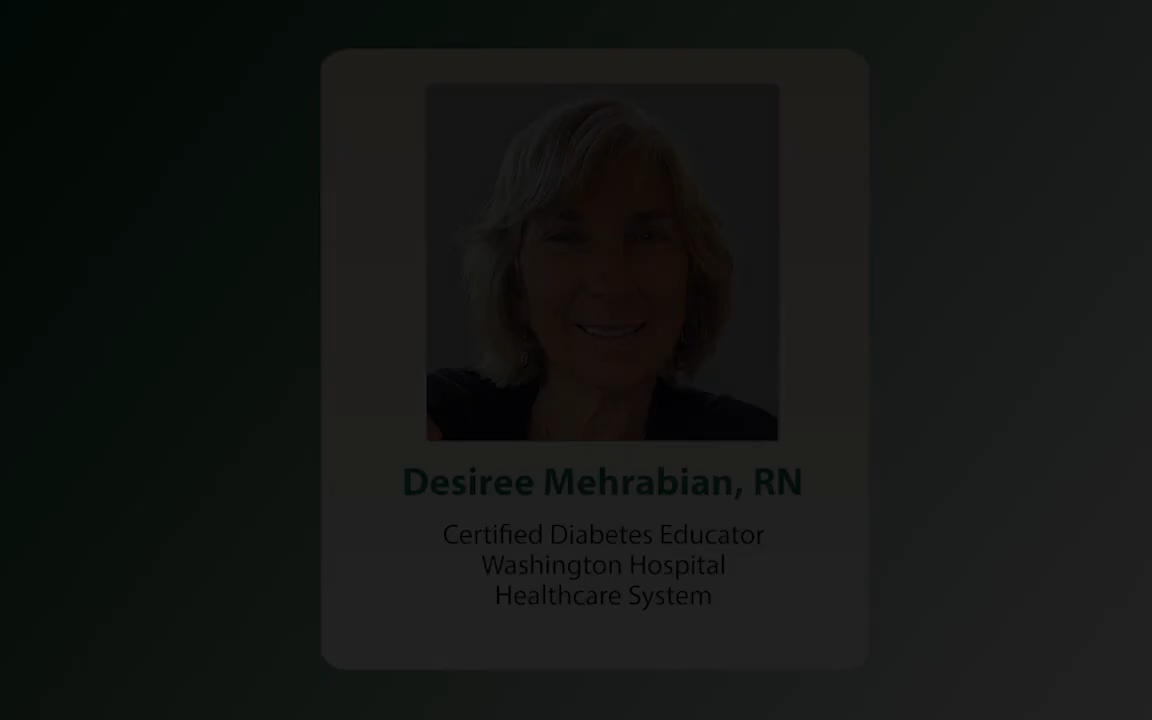 Desiree Mehrabian, RN
Certified Diabetes Educator
Washington Hospital
Healthcare System